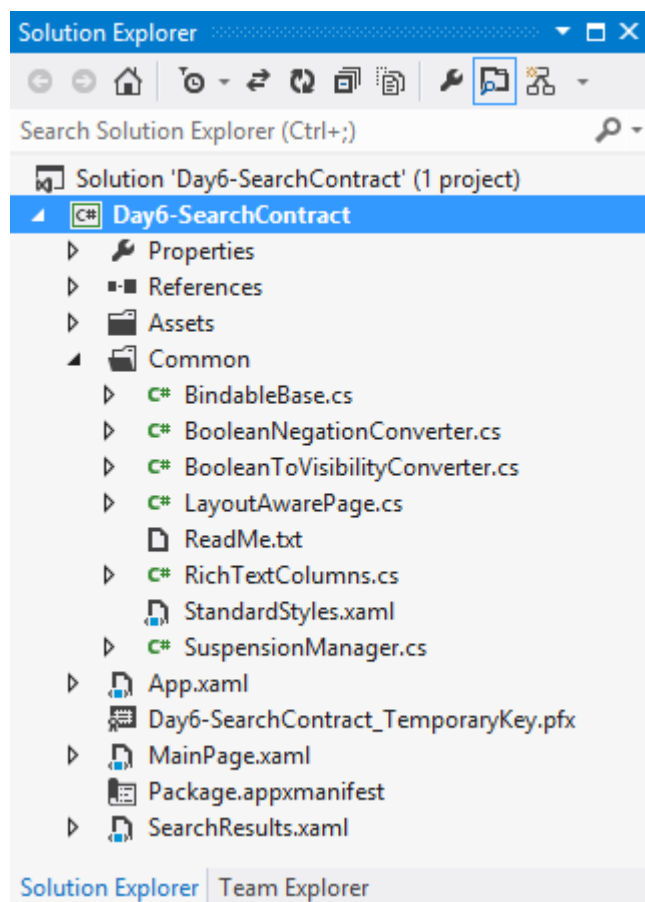 Solution Explorer
Search Solution Explorer (Ctrl+;)
Solution 'Day6-SearchContract' (1 project)
C# Day6-SearchContract
Properties
References
Assets
Common
C# BindableBase.cs
C# BooleanNegationConverter.cs
C# BooleanToVisibilityConverter.cs
C# LayoutAwarePage.cs
ReadMe.txt
C# RichTextColumns.cs
StandardStyles.xaml
C# SuspensionManager.cs
App.xaml
Day6-SearchContract_TemporaryKey.pfx
MainPage.xaml
Package.appxmanifest
SearchResults.xaml
Solution Explorer Team Explorer